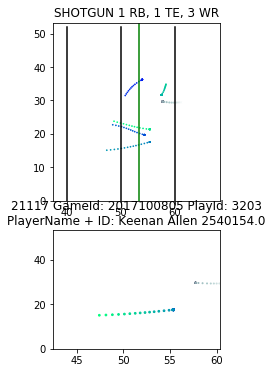 SHOTGUN 1 RB, 1 TE, 3 WR
50
40
30
20
10
0
40 50 60
21117 GameId: 2017100805 PlayId: 3203
PlayerName + ID: Keenan Allen 2540154.0
40
20
0
45 50 55 60